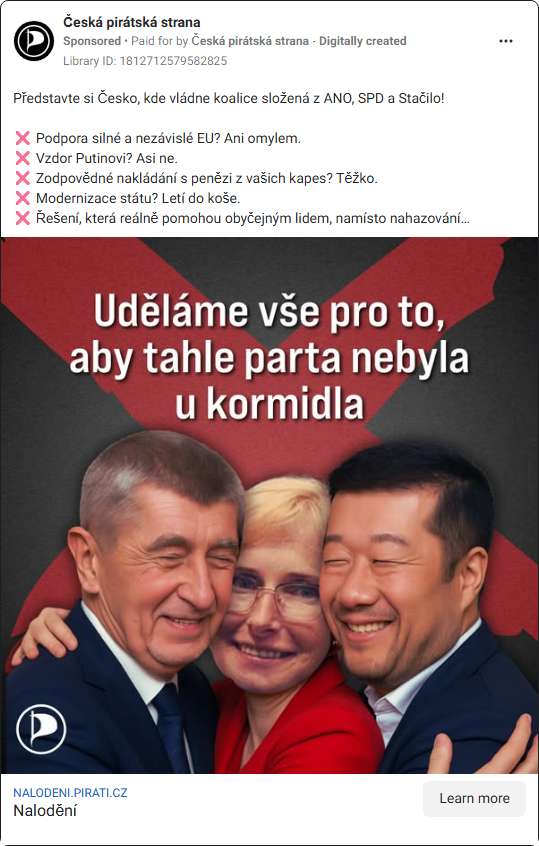 Česká pirátská strana
Sponsored • Paid for by Česká pirátská strana · Digitally created
Library ID: 1812712579582825
Představte si Česko, kde vládne koalice složená z ANO, SPD a Stačilo!
❌ Podpora silné a nezávislé EU? Ani omylem.
❌ Vzdor Putinovi? Asi ne.
❌ Zodpovědné nakládání s penězi z vašich kapes? Těžko.
❌ Modernizace státu? Letí do koše.
❌ Řešení, která reálně pomohou obyčejným lidem, namísto nahazování...
Uděláme vše pro to,
aby tahle parta nebyla
u kormidla
NALODENI.PIRATI.CZ
Nalodění
Learn more